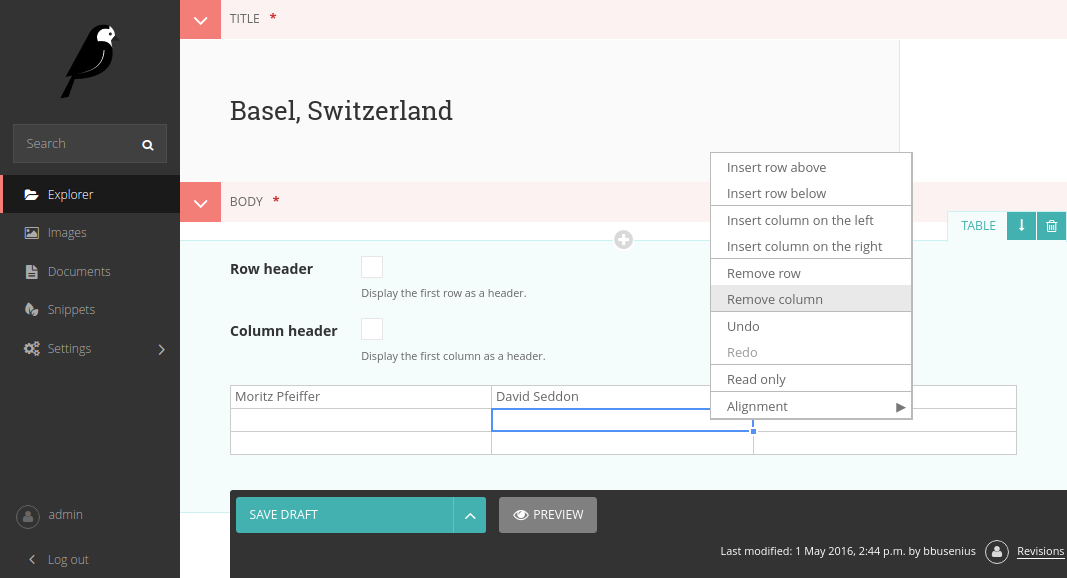 TITLE *
Basel, Switzerland
BODY *
Search
Explorer
Images
Documents
Snippets
Settings
admin
Log out
TABLE
Row header
Display the first row as a header.
Column header
Display the first column as a header.
Moritz Pfeiffer
David Seddon
Insert row above
Insert row below
Insert column on the left
Insert column on the right
Remove row
Remove column
Undo
Redo
Read only
Alignment
SAVE DRAFT
PREVIEW
Last modified: 1 May 2016, 2:44 p.m. by bbusenius
Revisions